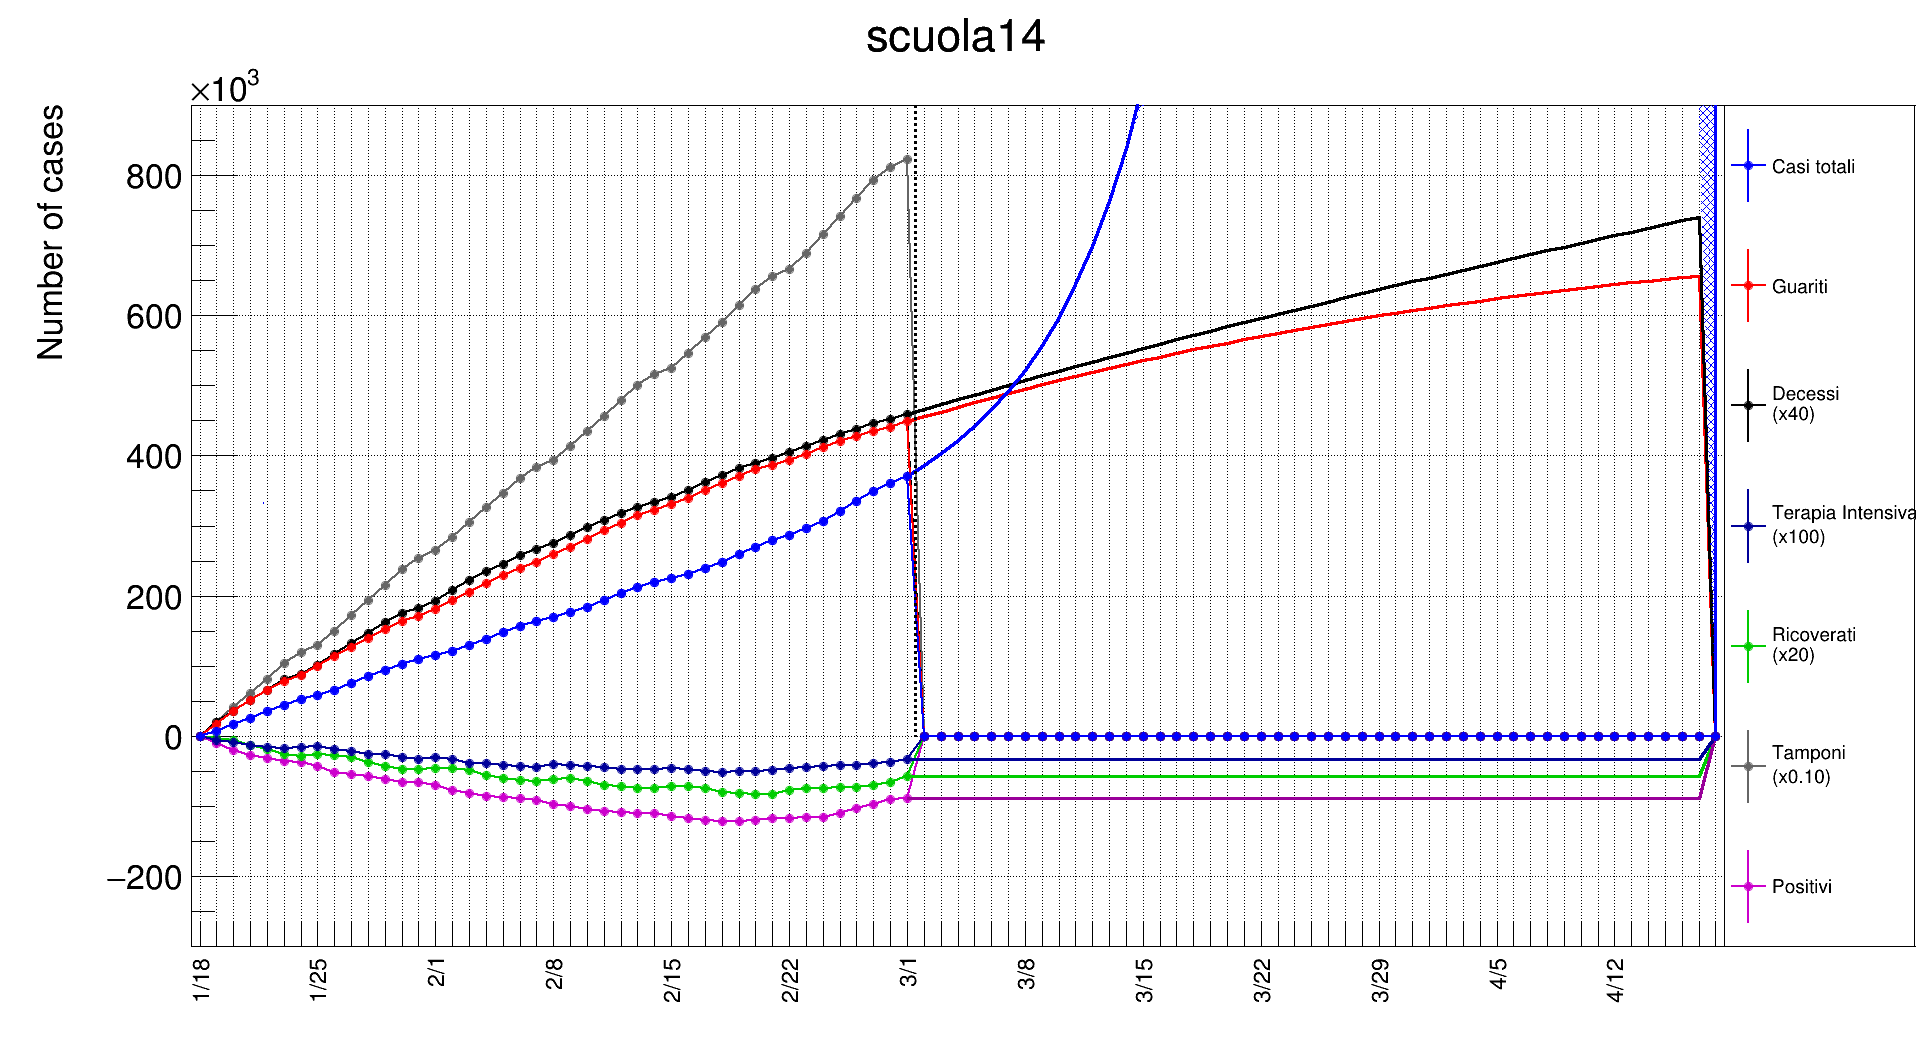 scuola14
×10³
Number of cases
800
600
400
200
0
−200
1/18
1/25
2/1
2/8
2/15
2/22
3/1
3/8
3/15
3/22
3/29
4/5
4/12
Casi totali
Guariti
Decessi
(x40)
Terapia Intensiva
(x100)
Ricoverati
(x20)
Tamponi
(x0.10)
Positivi